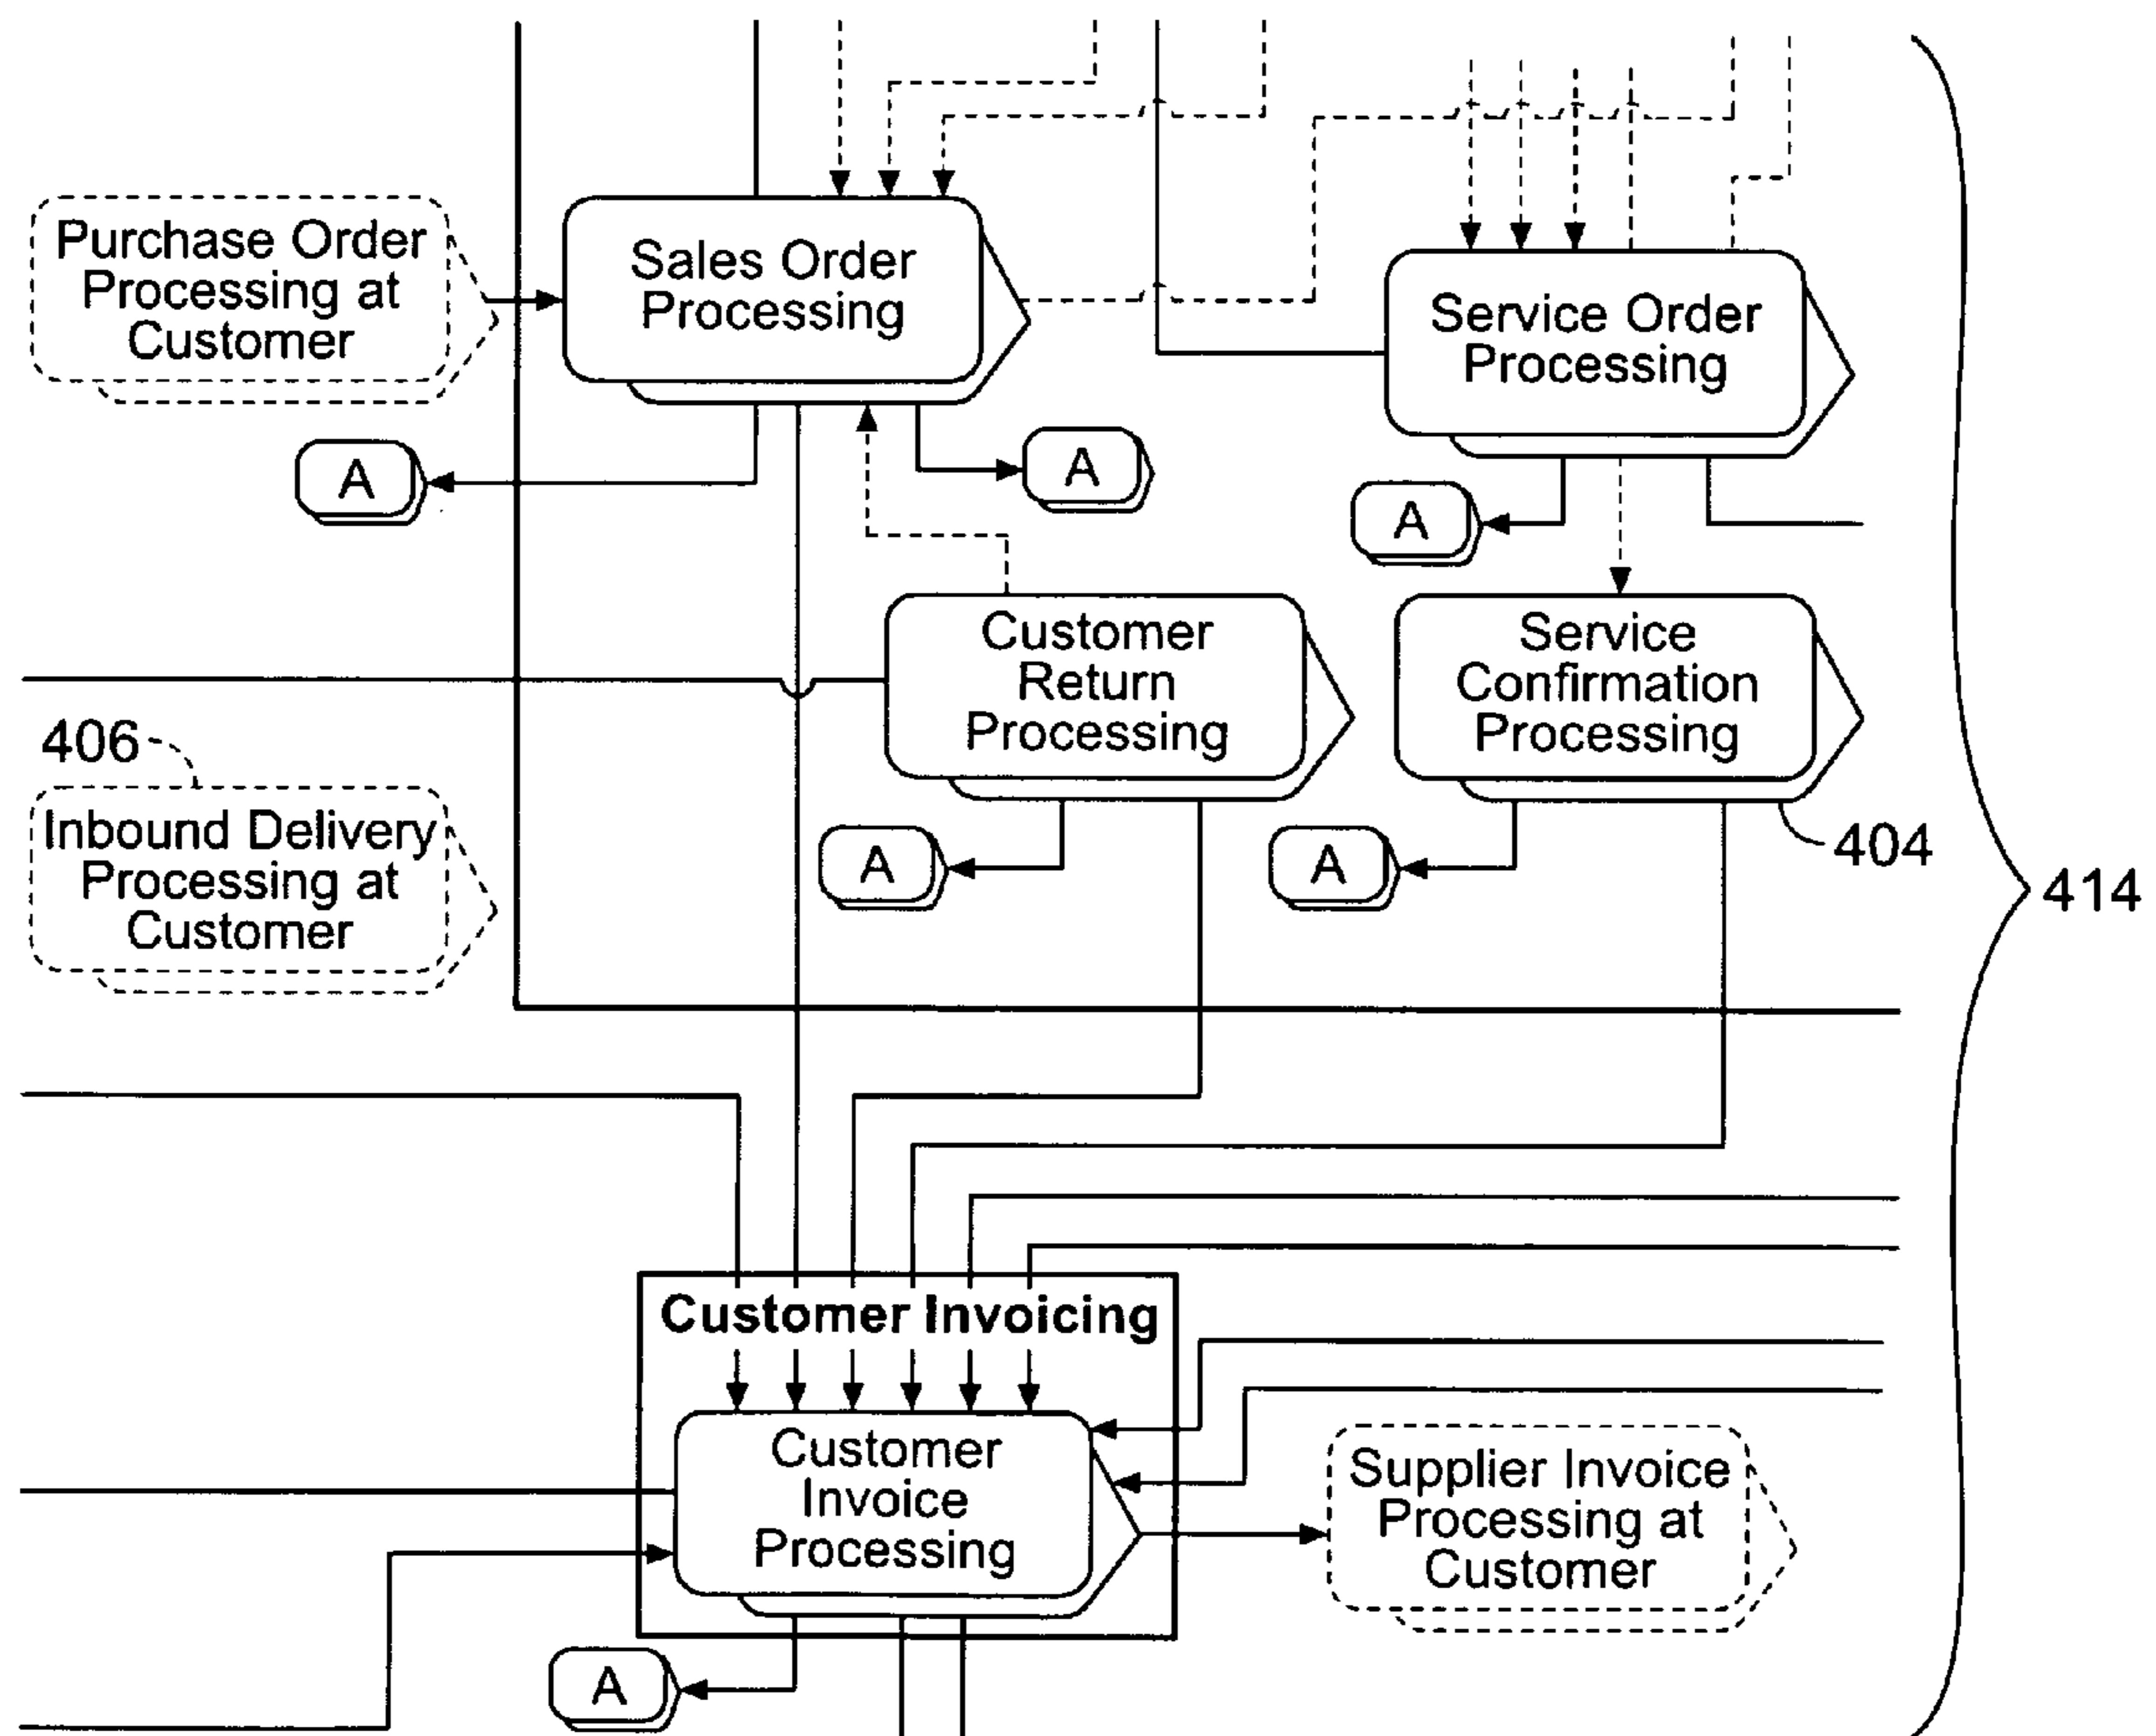 Purchase Order
Processing at
Customer
Sales Order
Processing
Service Order
Processing
A
A
A
Customer
Return
Processing
Service
Confirmation
Processing
406
Inbound Delivery
Processing at
Customer
A
A
404
414
Customer Invoicing
Customer
Invoice
Processing
Supplier Invoice
Processing at
Customer
A